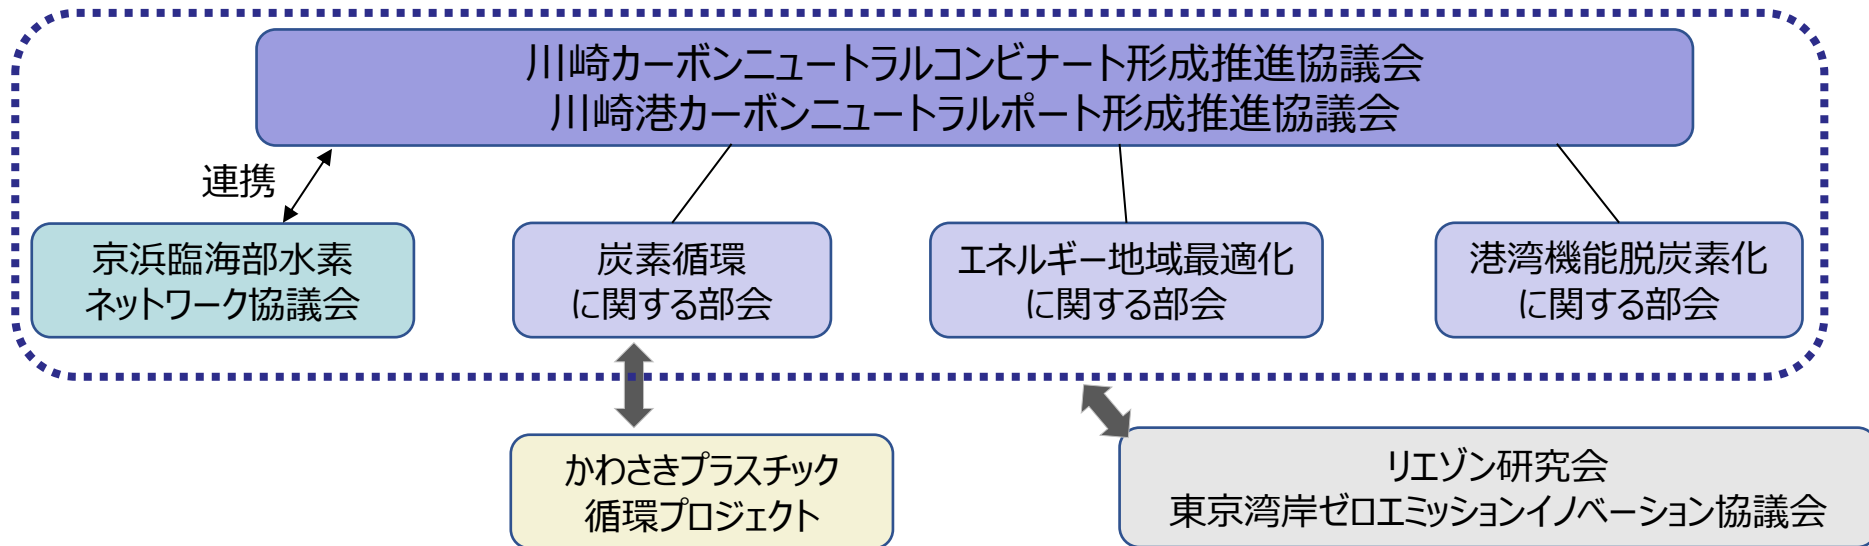 川崎カーボンニュートラルコンビナート形成推進協議会
川崎港カーボンニュートラルポート形成推進協議会
連携
京浜臨海部水素
ネットワーク協議会
炭素循環
に関する部会
エネルギー地域最適化
に関する部会
港湾機能脱炭素化
に関する部会
かわさきプラスチック
循環プロジェクト
リエゾン研究会
東京湾岸ゼロエミッションイノベーション協議会